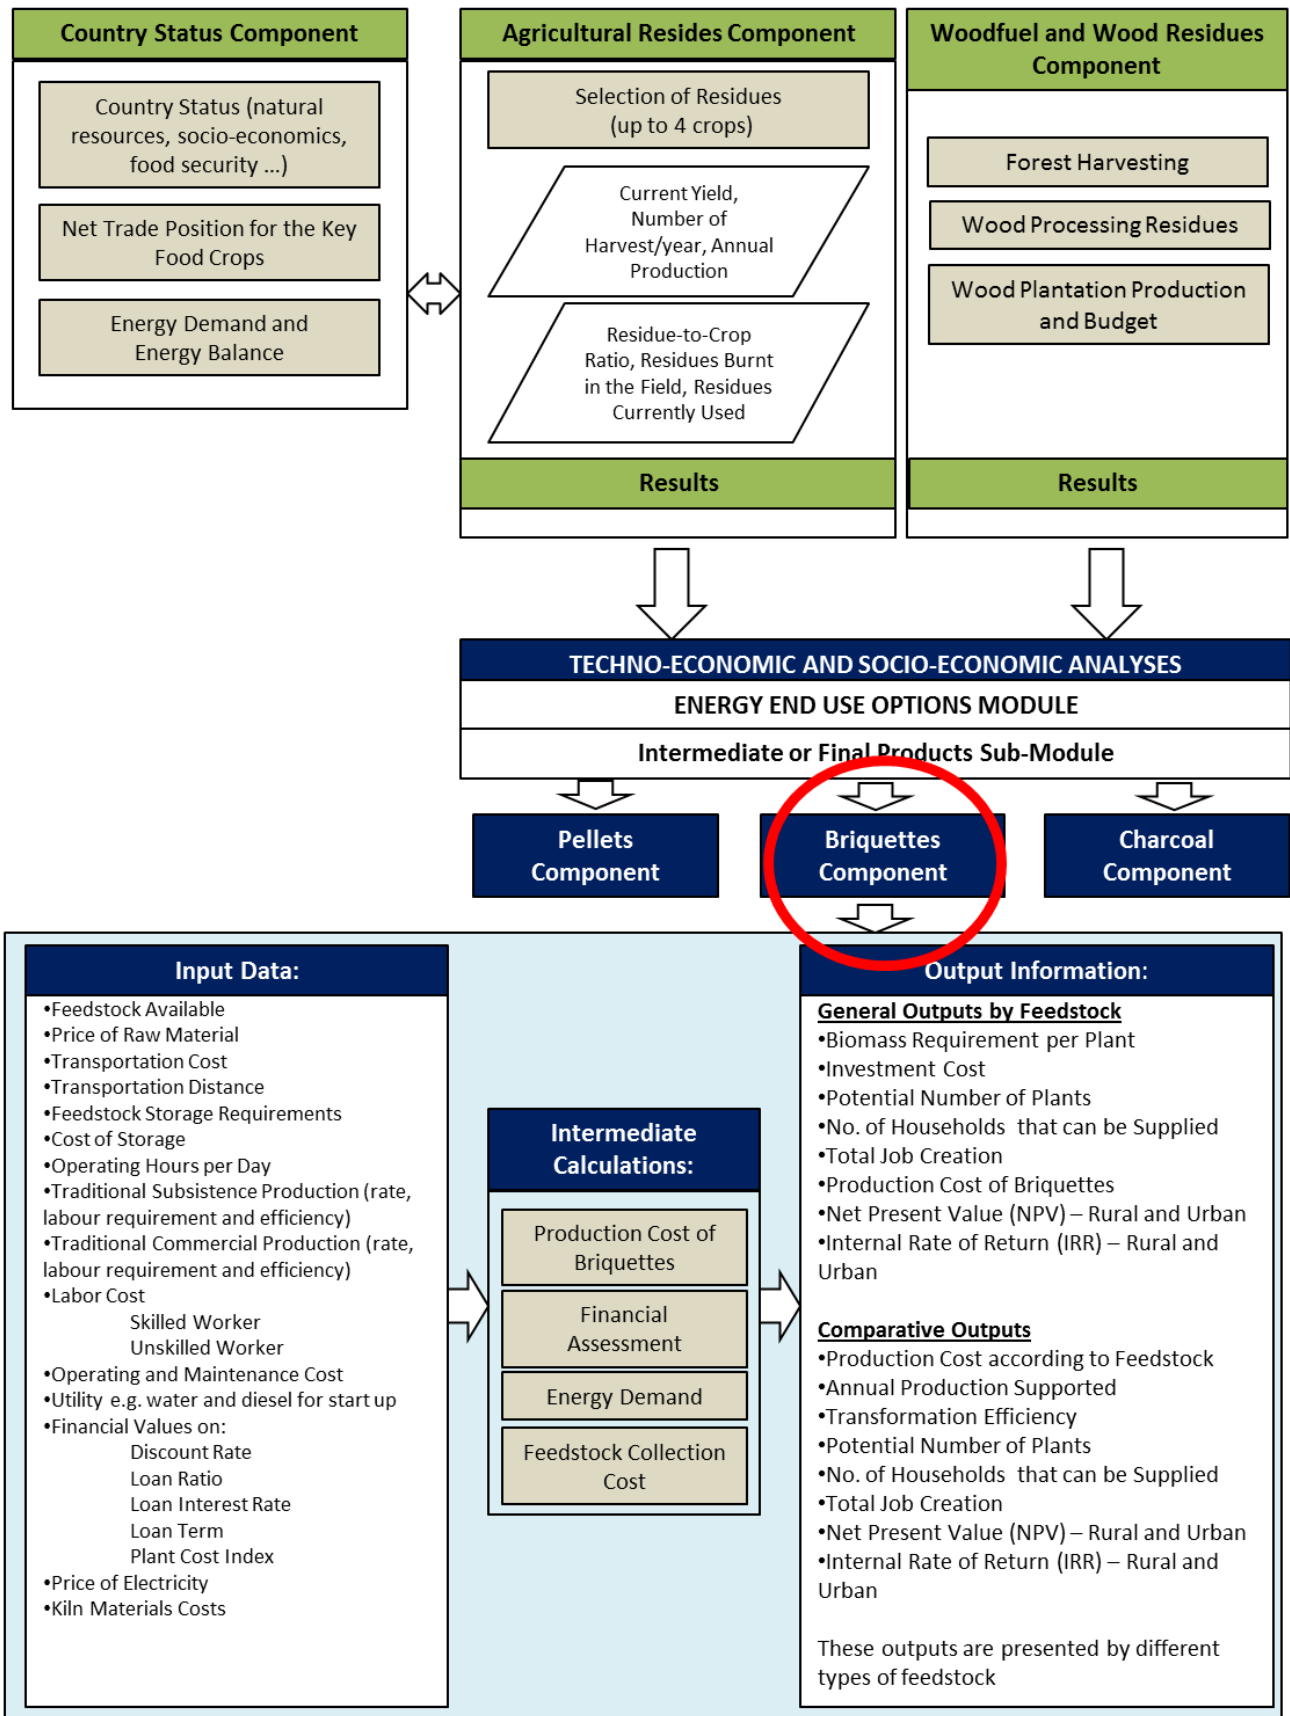 Country Status Component
Country Status (natural
resources, socio-economics,
food security ...)
Net Trade Position for the Key
Food Crops
Energy Demand and
Energy Balance
Agricultural Resides Component
Selection of Residues
(up to 4 crops)
Current Yield,
Number of
Harvest/year, Annual
Production
Residue-to-Crop
Ratio, Residues Burnt
in the Field, Residues
Currently Used
Results
Woodfuel and Wood Residues
Component
Forest Harvesting
Wood Processing Residues
Wood Plantation Production
and Budget
Results
TECHNO-ECONOMIC AND SOCIO-ECONOMIC ANALYSES
ENERGY END USE OPTIONS MODULE
Intermediate or Final Products Sub-Module
Pellets
Component
Briquettes
Component
Charcoal
Component
Input Data:
•Feedstock Available
•Price of Raw Material
•Transportation Cost
•Transportation Distance
•Feedstock Storage Requirements
•Cost of Storage
•Operating Hours per Day
•Traditional Subsistence Production (rate,
labour requirement and efficiency)
•Traditional Commercial Production (rate,
labour requirement and efficiency)
•Labor Cost
Skilled Worker
Unskilled Worker
•Operating and Maintenance Cost
•Utility e.g. water and diesel for start up
•Financial Values on:
Discount Rate
Loan Ratio
Loan Interest Rate
Loan Term
Plant Cost Index
•Price of Electricity
•Kiln Materials Costs
Intermediate
Calculations:
Production Cost of
Briquettes
Financial
Assessment
Energy Demand
Feedstock Collection
Cost
Output Information:
General Outputs by Feedstock
•Biomass Requirement per Plant
•Investment Cost
•Potential Number of Plants
•No. of Households that can be Supplied
•Total Job Creation
•Production Cost of Briquettes
•Net Present Value (NPV) – Rural and Urban
•Internal Rate of Return (IRR) – Rural and
Urban
Comparative Outputs
•Production Cost according to Feedstock
•Annual Production Supported
•Transformation Efficiency
•Potential Number of Plants
•No. of Households that can be Supplied
•Total Job Creation
•Net Present Value (NPV) – Rural and Urban
•Internal Rate of Return (IRR) – Rural and
Urban
These outputs are presented by different
types of feedstock